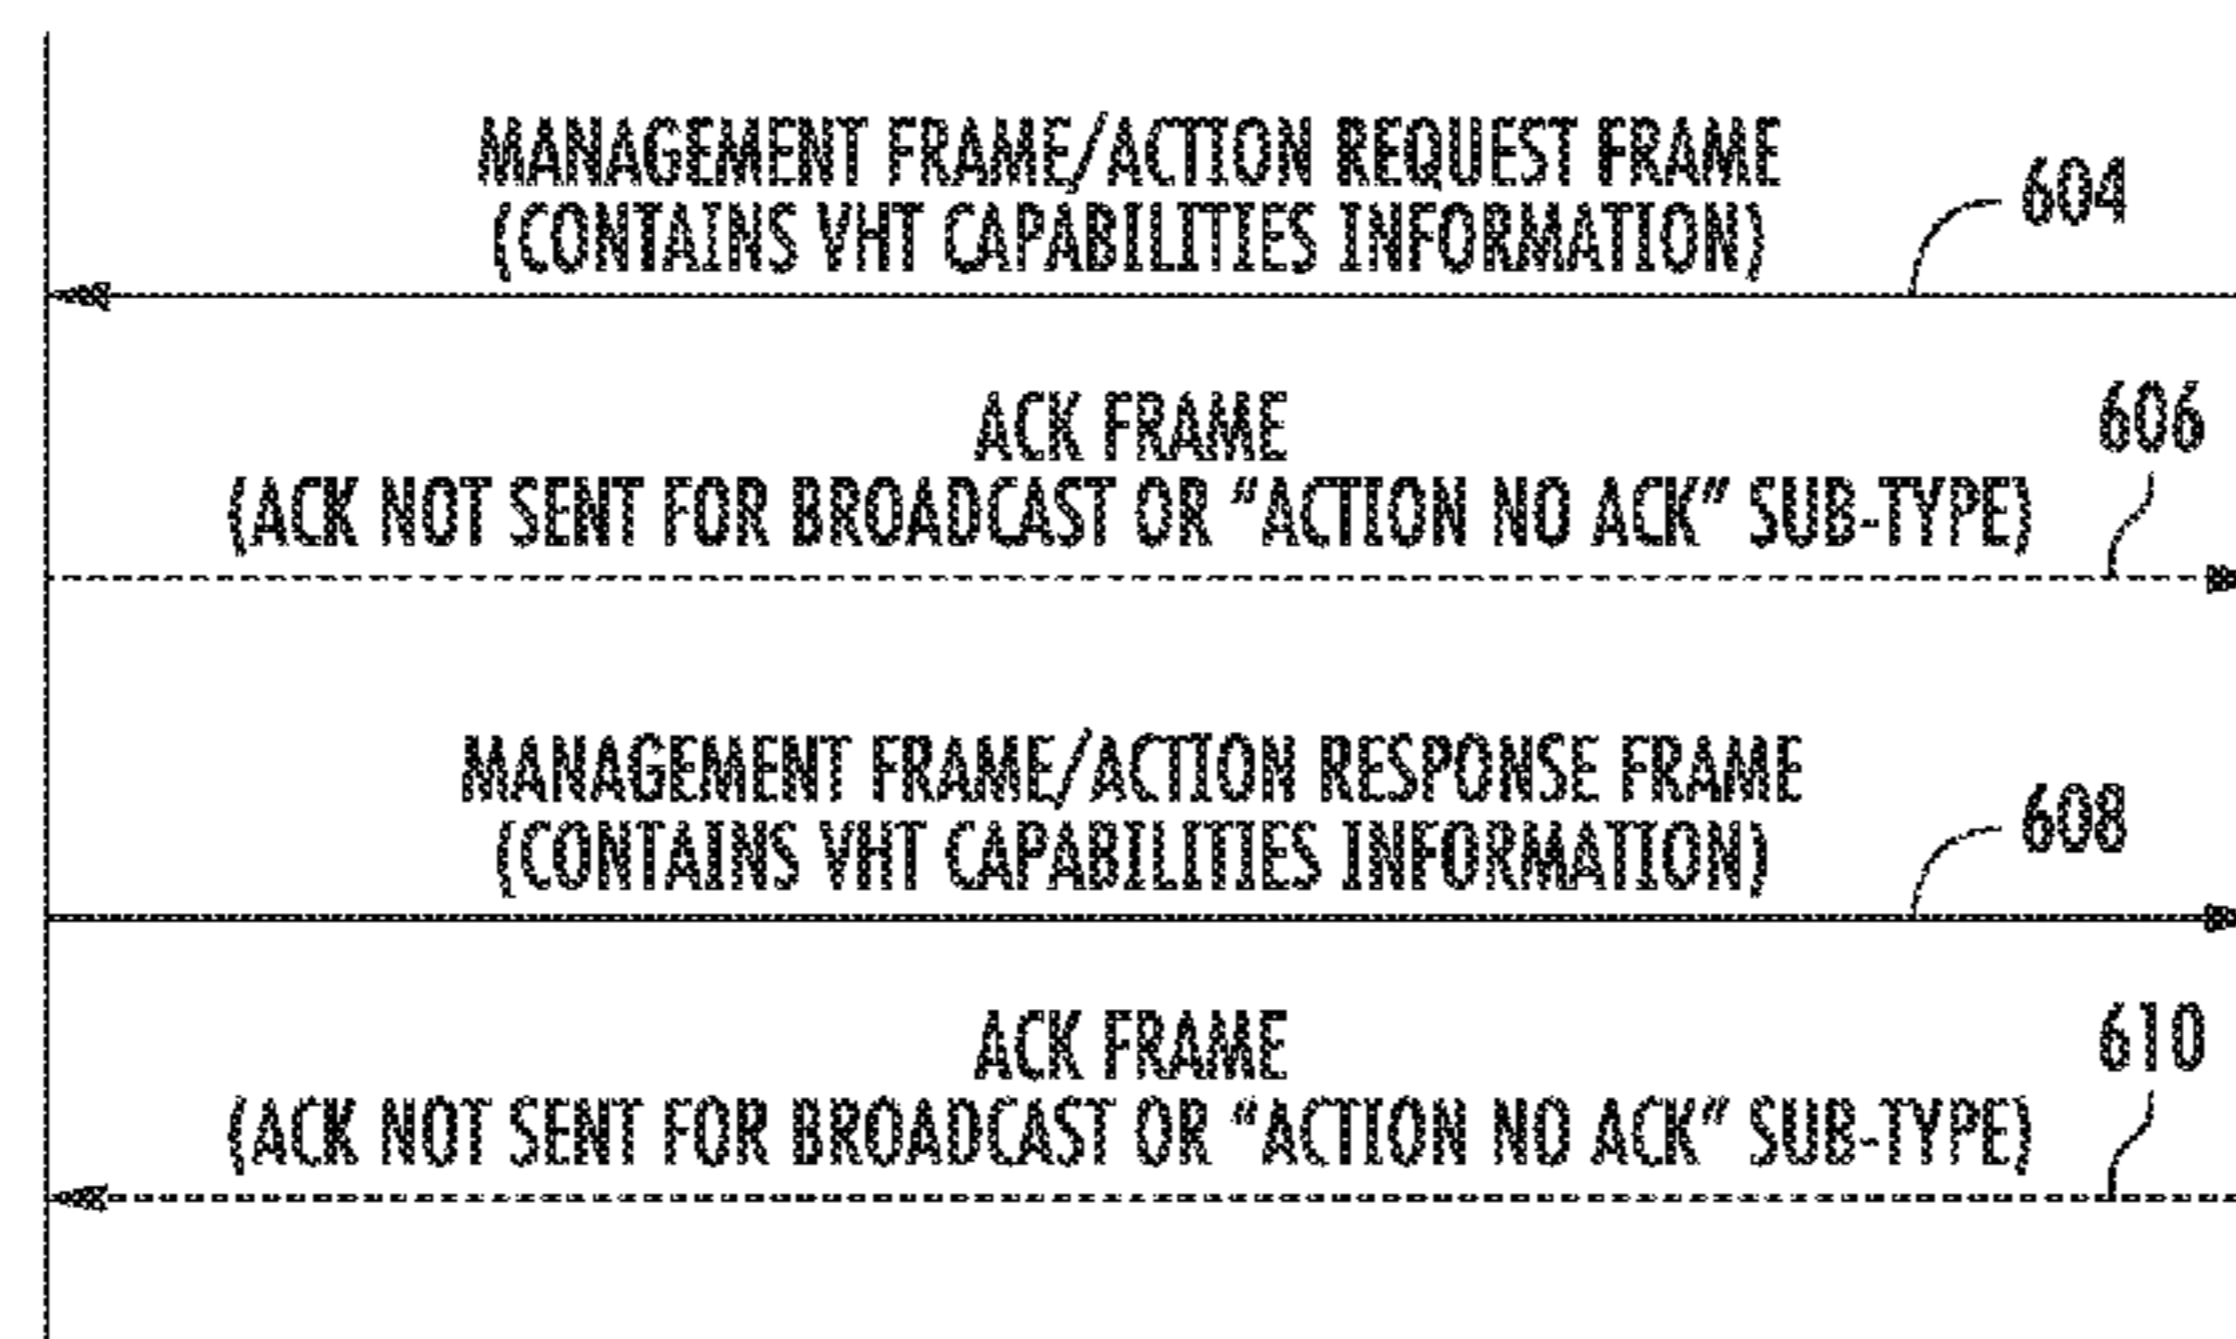 MANAGEMENT FRAME/ACTION REQUEST FRAME
(CONTAINS VHT CAPABILITIES INFORMATION)
604
ACK FRAME
606
(ACK NOT SENT FOR BROADCAST OR "ACTION NO ACK" SUB-TYPE)
MANAGEMENT FRAME/ACTION RESPONSE FRAME
(CONTAINS VHT CAPABILITIES INFORMATION)
608
ACK FRAME
610
(ACK NOT SENT FOR BROADCAST OR "ACTION NO ACK" SUB-TYPE)